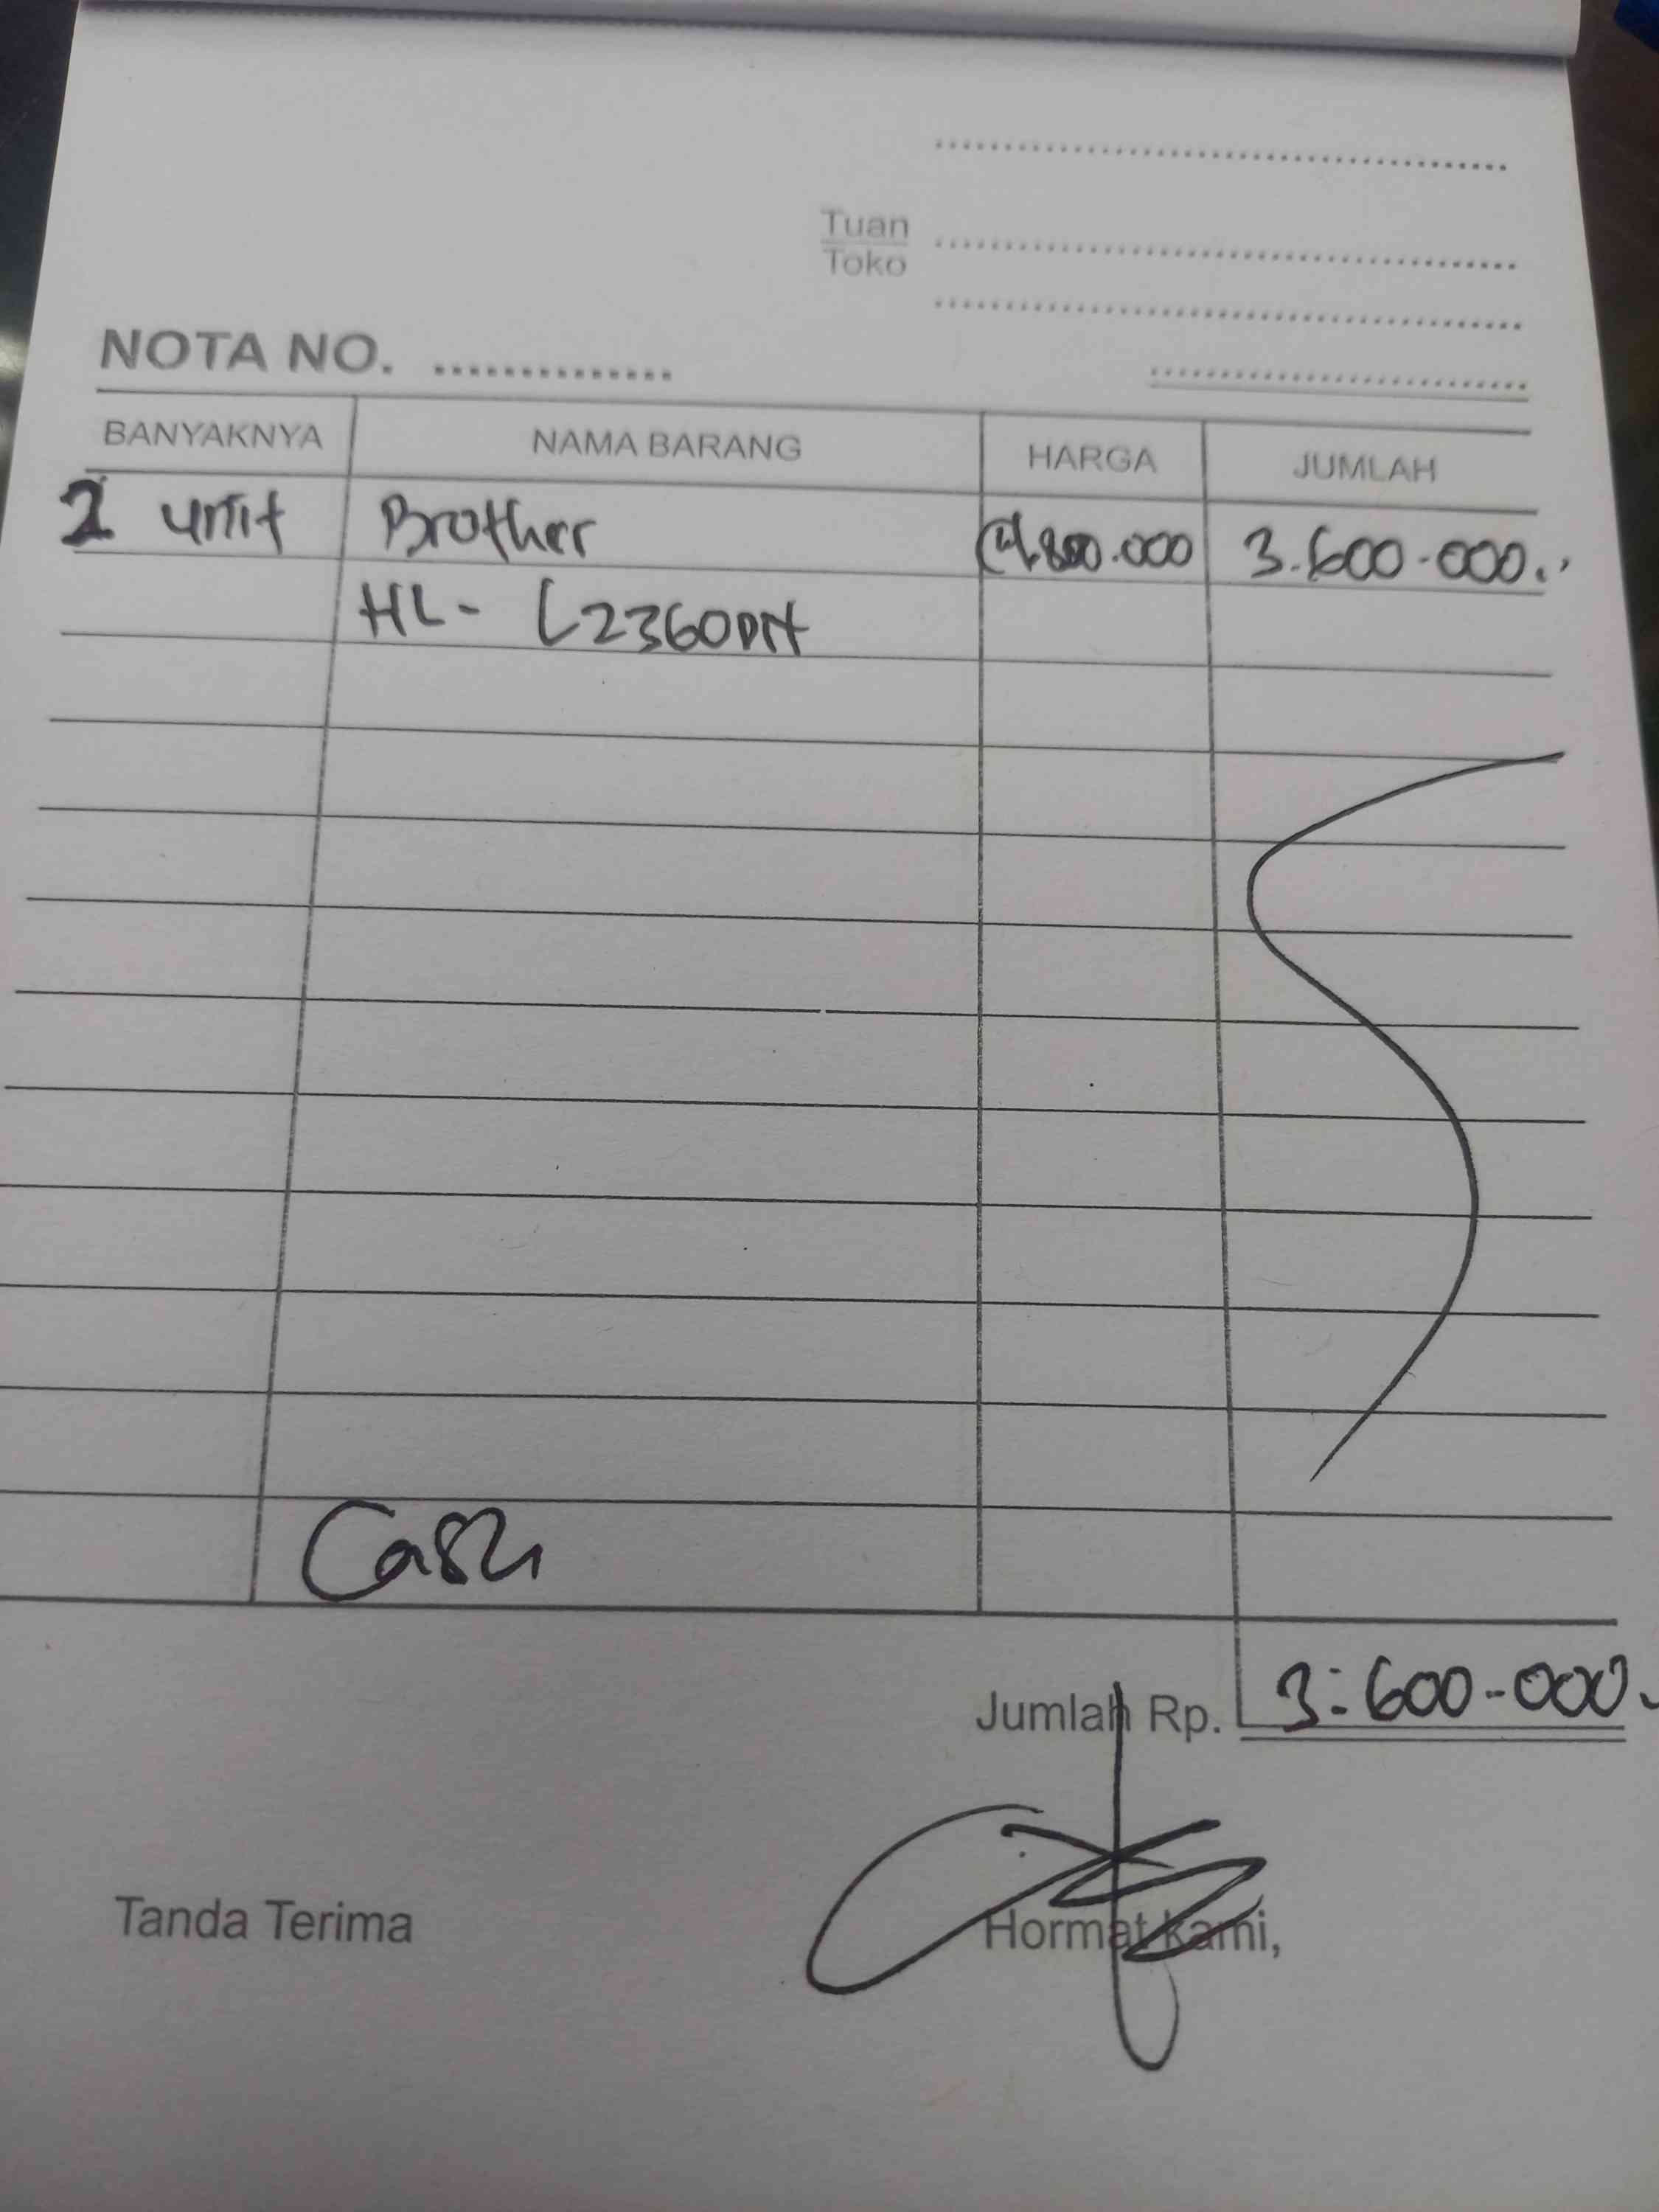 Tuan
Toko
NOTA NO. ..............
BANYAKNYA NAMA BARANG HARGA JUMLAH
2 unit Brother @1.800.000 3.600.000.,
HL - L2360DN
Cash
Jumlah Rp. 3.600.000.
Tanda Terima Hormat kami,